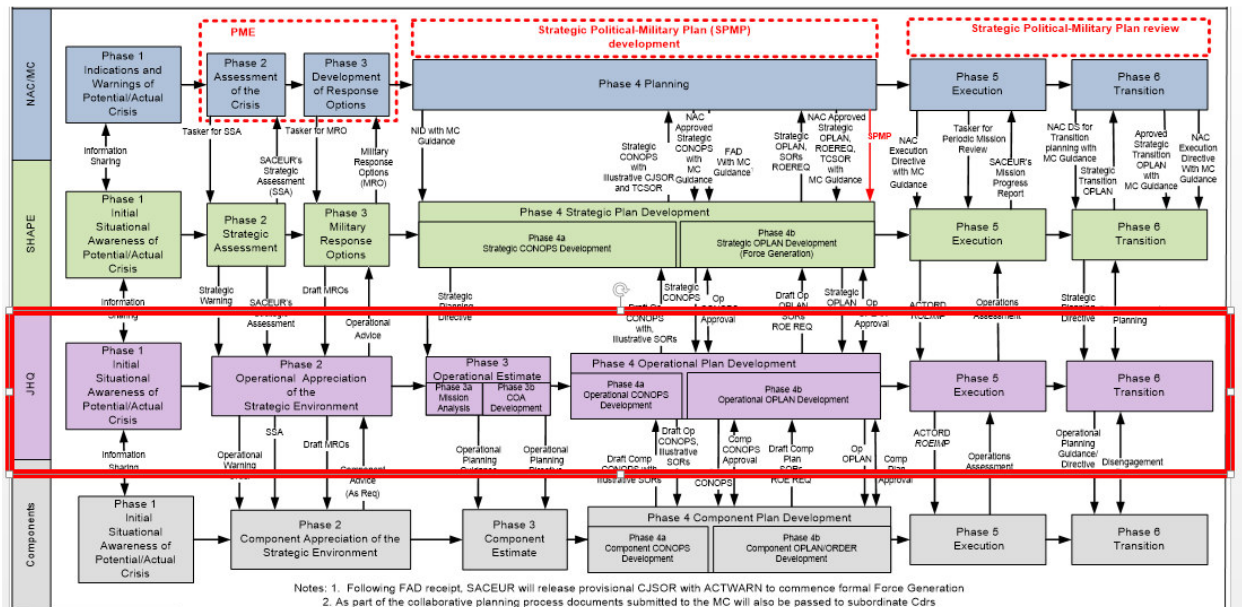 PME
Strategic Political-Military Plan (SPMP)
development
Strategic Political-Military Plan review
NAC/MC
Phase 1
Indications and
Warnings of
Potential/Actual
Crisis
Phase 2
Assessment
of the
Crisis
Phase 3
Development
of Response
Options
Phase 4 Planning
Phase 5
Execution
Phase 6
Transition
Information
Sharing
Tasker for SSA
SACEUR's
Strategic
Assessment
(SSA)
Tasker for MRO
Military
Response
Options
(MRO)
NID with MC
Guidance
Strategic
CONOPS
with
Illustrative CJSOR
and TCSOR
NAC
Approved
Strategic
CONOPS
with
MC
Guidance
FAD
With MC
Guidance
Strategic
OPLAN,
SORs
ROEREQ
NAC Approved
Strategic
OPLAN,
ROEREQ,
TCSOR
with
MC Guidance
SPMP
NAC
Execution
Directive with
MC Guidance
Tasker for
Periodic Mission
Review
SACEUR's
Mission
Progress
Report
NAC DS for
Transition
planning with
MC Guidance
Strategic
Transition
OPLAN
Aproved
Strategic
Transition
OPLAN
with
MC Guidance
NAC
Execution
Directive With
MC Guidance
SHAPE
Phase 1
Initial
Situational
Awareness of
Potential/Actual
Crisis
Phase 2
Strategic
Assessment
Phase 3
Military
Response
Options
Phase 4 Strategic Plan Development
Phase 4a
Strategic CONOPS Development
Phase 4b
Strategic OPLAN Development
(Force Generation)
Phase 5
Execution
Phase 6
Transition
Information
Sharing
Strategic
Warning
SACEUR's
Strategic
Assessment
Draft MROs
Operational
Advice
Strategic
Planning
Directive
Draft Op
CONOPS
with,
Illustrative SORs
Strategic
CONOPS
Op
Approval
Draft Op
OPLAN
SORs
ROE REQ
Strategic
OPLAN
Op
Approval
ACTORD
ROEIMP
Operations
Assessment
Strategic
Planning
Directive
Planning
JHQ
Phase 1
Initial
Situational
Awareness of
Potential/Actual
Crisis
Phase 2
Operational Appreciation
of the
Strategic Environment
Phase 3
Operational Estimate
Phase 3a
Mission
Analysis
Phase 3b
COA
Development
Phase 4 Operational Plan Development
Phase 4a
Operational CONOPS
Development
Phase 4b
Operational OPLAN Development
Phase 5
Execution
Phase 6
Transition
Information
Sharing
Operational
Warning
SSA
Draft MROs
Component
Advice
(As Req)
Operational
Planning
Guidance
Operational
Planning
Directive
Draft Comp
CONOPS with
Illustrative SORs
Draft Op
CONOPS,
Illustrative
SORs
CONOPS
Comp
CONOPS
Approval
Draft Comp
Plan
SORs
ROE REQ
Op
OPLAN
Comp
Plan
Approval
ACTORD
ROEIMP
Operations
Assessment
Operational
Planning
Guidance/
Directive
Disengagement
Components
Phase 1
Initial
Situational
Awareness of
Potential/Actual
Crisis
Phase 2
Component Appreciation of the
Strategic Environment
Phase 3
Component
Estimate
Phase 4 Component Plan Development
Phase 4a
Component CONOPS
Development
Phase 4b
Component OPLAN/ORDER
Development
Phase 5
Execution
Phase 6
Transition
Notes: 1. Following FAD receipt, SACEUR will release provisional CJSOR with ACTWARN to commence formal Force Generation
2. As part of the collaborative planning process documents submitted to the MC will also be passed to subordinate Cdrs